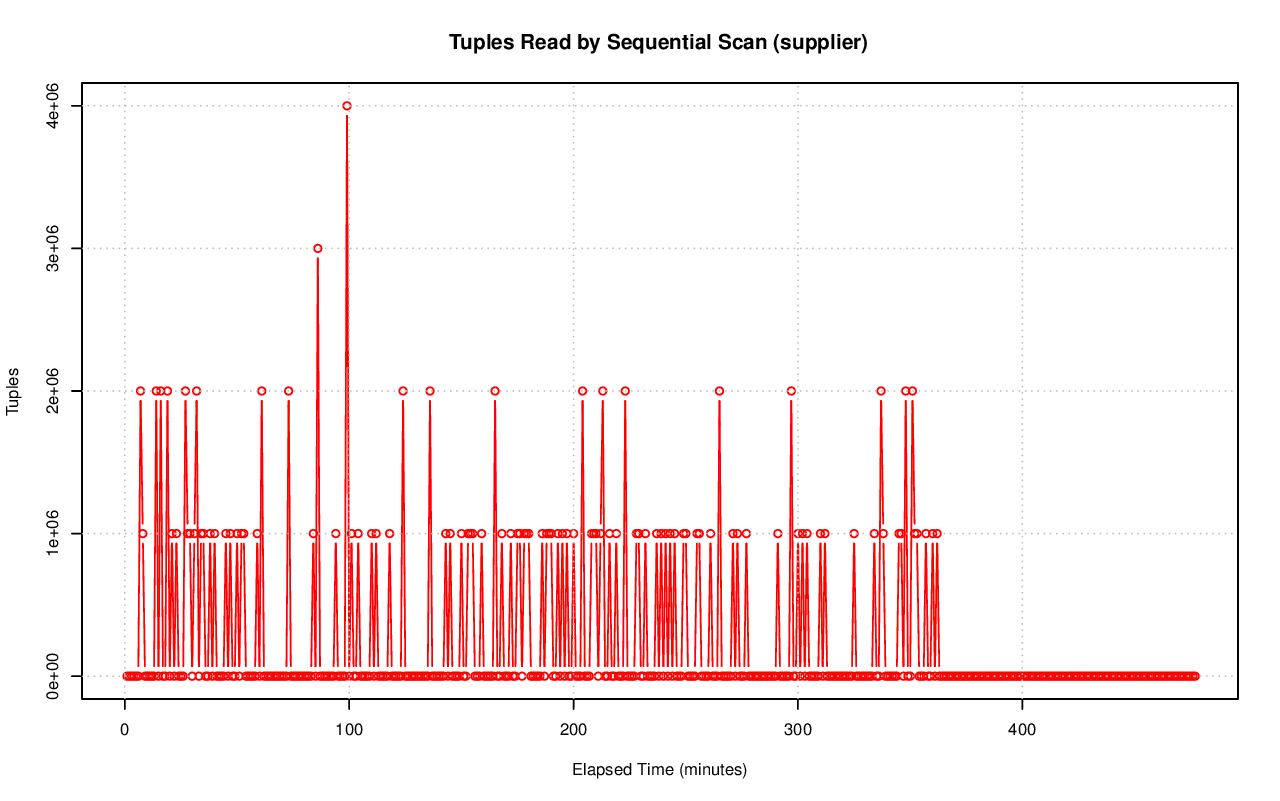 Tuples Read by Sequential Scan (supplier)
4e+06
3e+06
2e+06
1e+06
0e+00
Tuples
0 100 200 300 400
Elapsed Time (minutes)